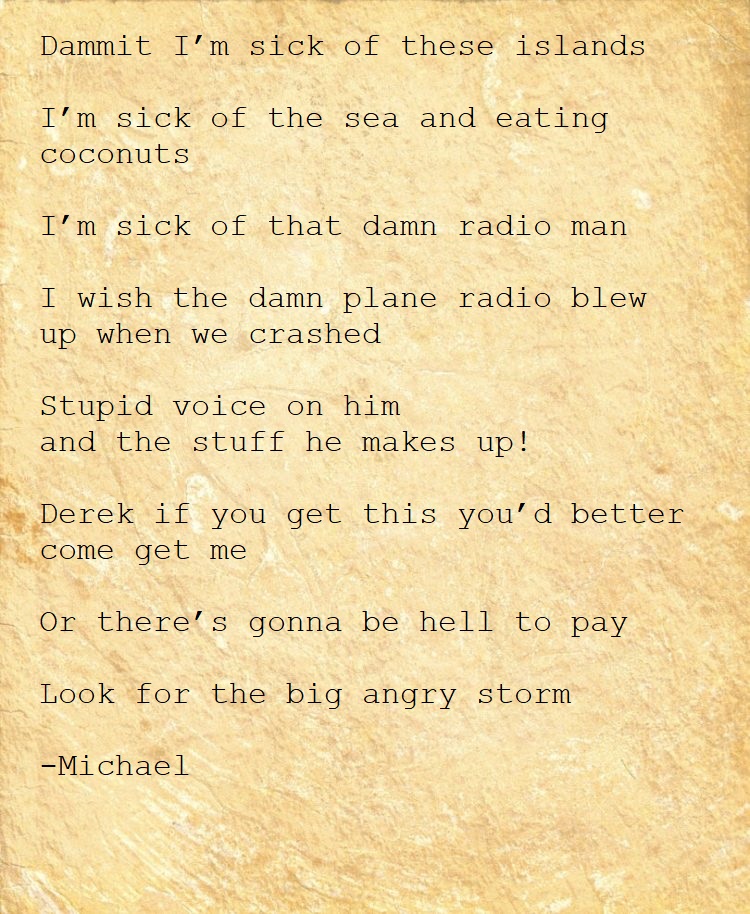 Dammit I’m sick of these islands
I’m sick of the sea and eating
coconuts
I’m sick of that damn radio man
I wish the damn plane radio blew
up when we crashed
Stupid voice on him
and the stuff he makes up!
Derek if you get this you’d better
come get me
Or there’s gonna be hell to pay
Look for the big angry storm
-Michael